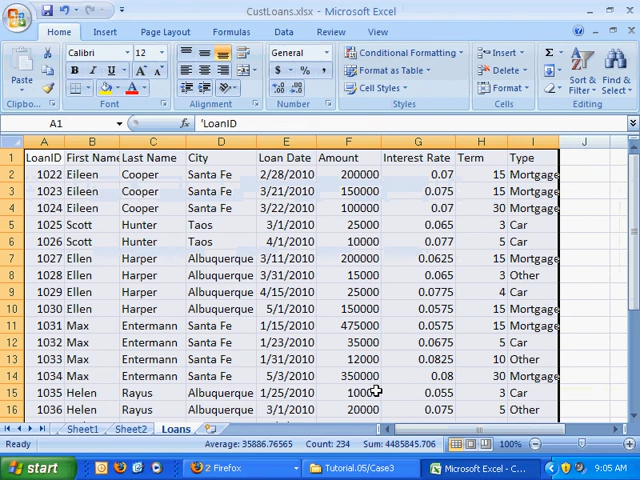 CustLoans.xlsx - Microsoft Excel
Home Insert Page Layout Formulas Data Review View
Paste
Calibri 12
B I U A A
General
$ % ,
Conditional Formatting
Format as Table
Cell Styles
Insert
Delete
Format
Σ
Sort & Filter
Find & Select
Clipbo... Font Alignment Number Styles Cells Editing
A1 fx 'LoanID
A B C D E F G H I J
1 LoanID First Name Last Name City Loan Date Amount Interest Rate Term Type
2 1022 Eileen Cooper Santa Fe 2/28/2010 200000 0.07 15 Mortgage
3 1023 Eileen Cooper Santa Fe 3/21/2010 150000 0.075 15 Mortgage
4 1024 Eileen Cooper Santa Fe 3/22/2010 100000 0.07 30 Mortgage
5 1025 Scott Hunter Taos 3/1/2010 25000 0.065 3 Car
6 1026 Scott Hunter Taos 4/1/2010 10000 0.077 5 Car
7 1027 Ellen Harper Albuquerque 3/11/2010 200000 0.0625 15 Mortgage
8 1028 Ellen Harper Albuquerque 3/31/2010 15000 0.065 3 Other
9 1029 Ellen Harper Albuquerque 4/15/2010 25000 0.0775 4 Car
10 1030 Ellen Harper Albuquerque 5/1/2010 150000 0.0575 15 Mortgage
11 1031 Max Entermann Santa Fe 1/15/2010 475000 0.0575 15 Mortgage
12 1032 Max Entermann Santa Fe 1/23/2010 35000 0.0675 5 Car
13 1033 Max Entermann Santa Fe 1/31/2010 12000 0.0825 10 Other
14 1034 Max Entermann Santa Fe 5/3/2010 350000 0.08 30 Mortgage
15 1035 Helen Rayus Albuquerque 1/25/2010 0.055 3 Car
16 1036 Helen Rayus Albuquerque 3/1/2010 20000 0.075 5 Other
Sheet1 Sheet2 Loans
Ready Average: 35886.76565 Count: 234 Sum: 4485845.706 100%
start 2 Firefox Tutorial.05/Case3 Microsoft Excel - C... 9:05 AM